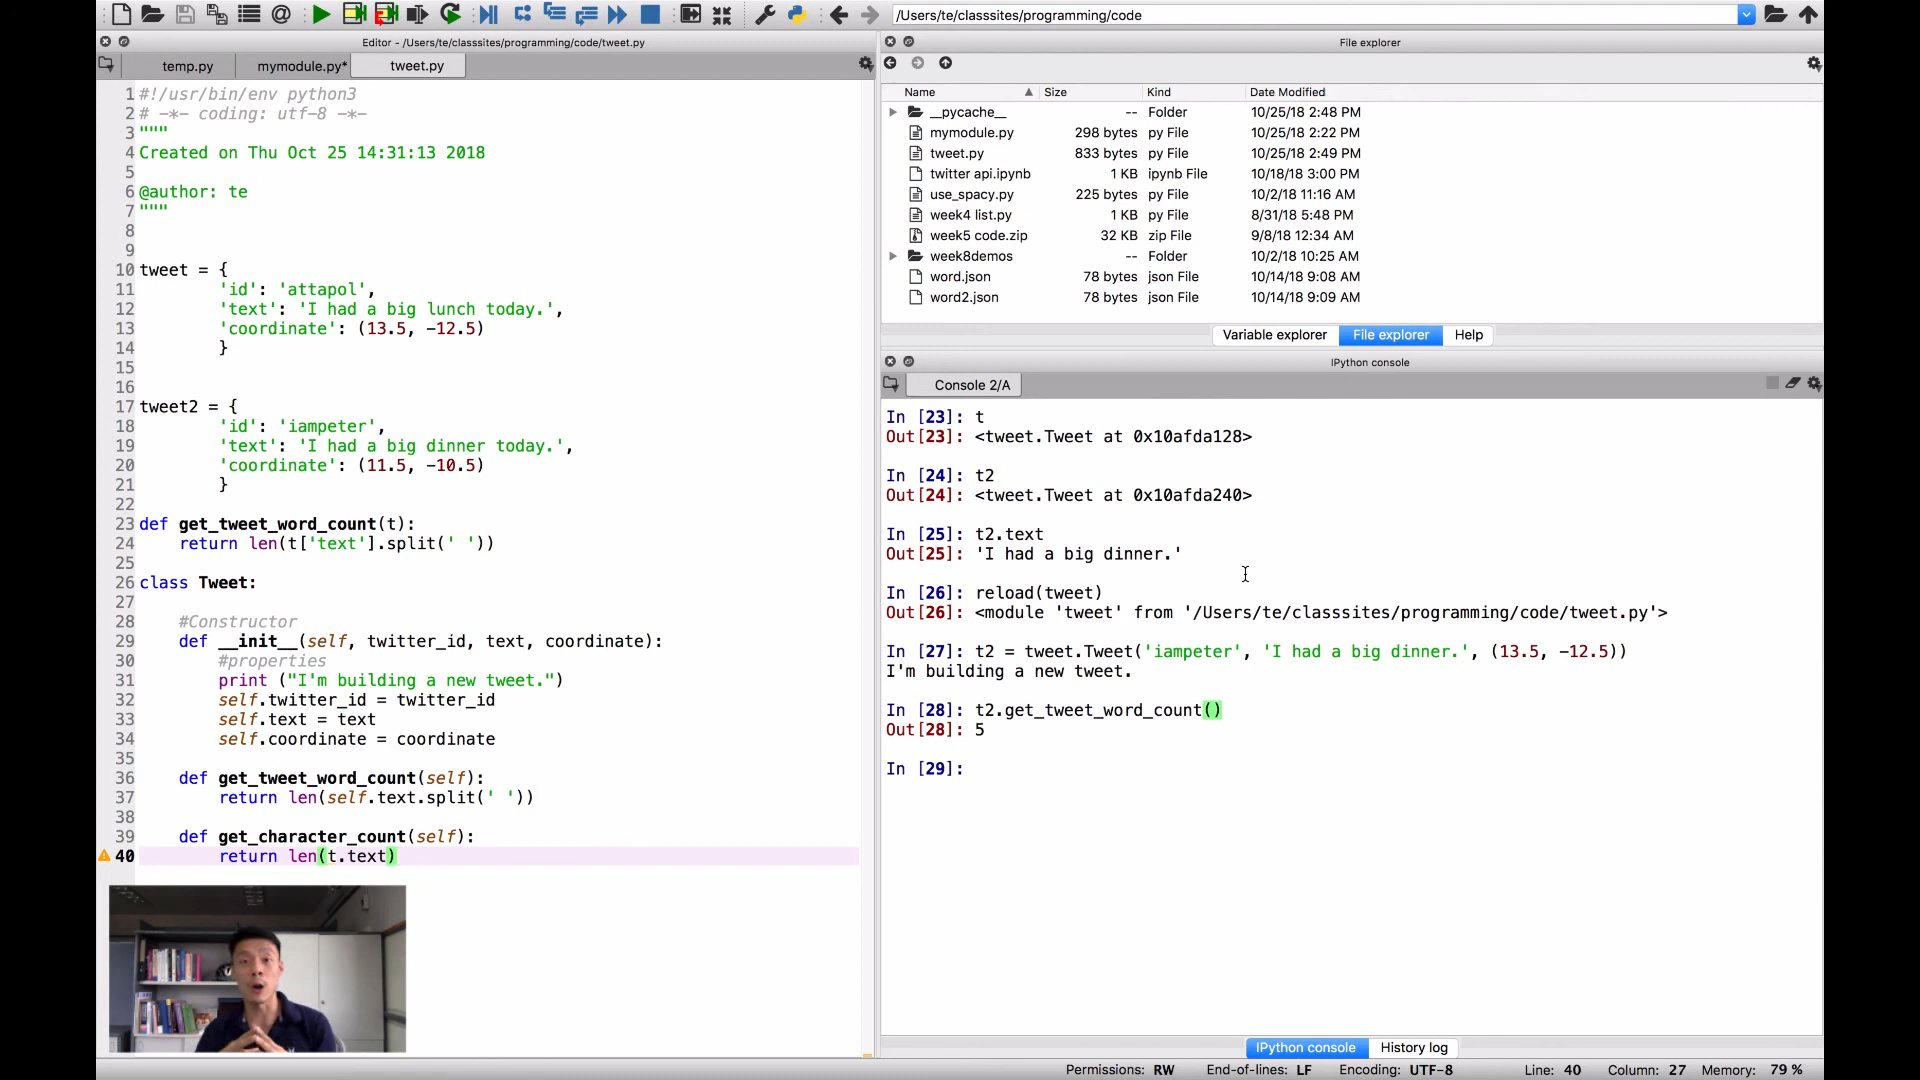 /Users/te/classsites/programming/code
Editor - /Users/te/classsites/programming/code/tweet.py
temp.py
mymodule.py*
tweet.py
1 #!/usr/bin/env python3
2 # -*- coding: utf-8 -*-
3 """
4 Created on Thu Oct 25 14:31:13 2018
5
6 @author: te
7 """
8
9
10 tweet = {
11 'id': 'attapol',
12 'text': 'I had a big lunch today.',
13 'coordinate': (13.5, -12.5)
14 }
15
16
17 tweet2 = {
18 'id': 'iampeter',
19 'text': 'I had a big dinner today.',
20 'coordinate': (11.5, -10.5)
21 }
22
23 def get_tweet_word_count(t):
24 return len(t['text'].split(' '))
25
26 class Tweet:
27
28 #Constructor
29 def __init__(self, twitter_id, text, coordinate):
30 #properties
31 print ("I'm building a new tweet.")
32 self.twitter_id = twitter_id
33 self.text = text
34 self.coordinate = coordinate
35
36 def get_tweet_word_count(self):
37 return len(self.text.split(' '))
38
39 def get_character_count(self):
40 return len(t.text)
File explorer
Name Size Kind Date Modified
__pycache__ -- Folder 10/25/18 2:48 PM
mymodule.py 298 bytes py File 10/25/18 2:22 PM
tweet.py 833 bytes py File 10/25/18 2:49 PM
twitter api.ipynb 1 KB ipynb File 10/18/18 3:00 PM
use_spacy.py 225 bytes py File 10/2/18 11:16 AM
week4 list.py 1 KB py File 8/31/18 5:48 PM
week5 code.zip 32 KB zip File 9/8/18 12:34 AM
week8demos -- Folder 10/2/18 10:25 AM
word.json 78 bytes json File 10/14/18 9:08 AM
word2.json 78 bytes json File 10/14/18 9:09 AM
Variable explorer File explorer Help
IPython console
Console 2/A
In [23]: t
Out[23]: <tweet.Tweet at 0x10afda128>
In [24]: t2
Out[24]: <tweet.Tweet at 0x10afda240>
In [25]: t2.text
Out[25]: 'I had a big dinner.'
In [26]: reload(tweet)
Out[26]: <module 'tweet' from '/Users/te/classsites/programming/code/tweet.py'>
In [27]: t2 = tweet.Tweet('iampeter', 'I had a big dinner.', (13.5, -12.5))
I'm building a new tweet.
In [28]: t2.get_tweet_word_count()
Out[28]: 5
In [29]:
IPython console History log
Permissions: RW End-of-lines: LF Encoding: UTF-8 Line: 40 Column: 27 Memory: 79 %